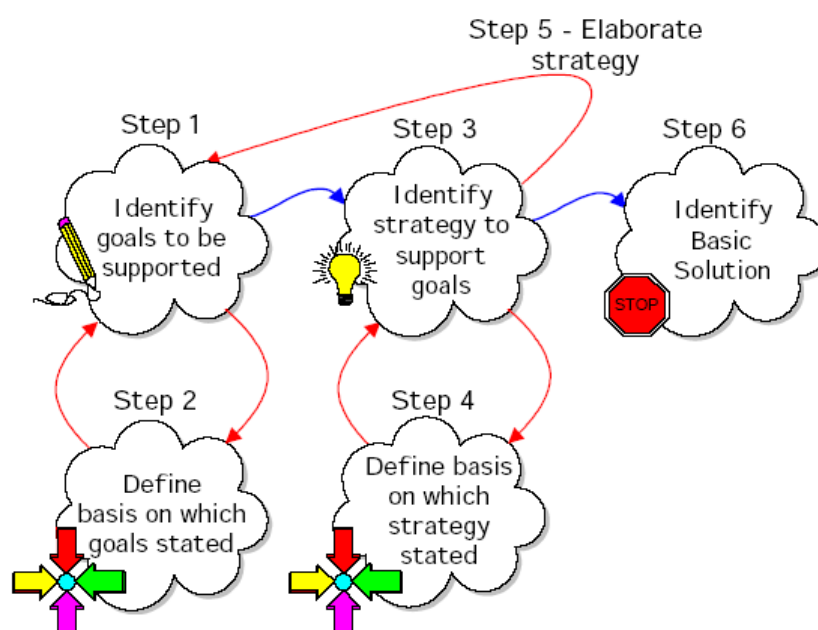 Step 5 - Elaborate
strategy
Step 1
Identify
goals to be
supported
Step 3
Identify
strategy to
support
goals
Step 6
Identify
Basic
Solution
STOP
Step 2
Define
basis on which
goals stated
Step 4
Define basis
on which
strategy
stated